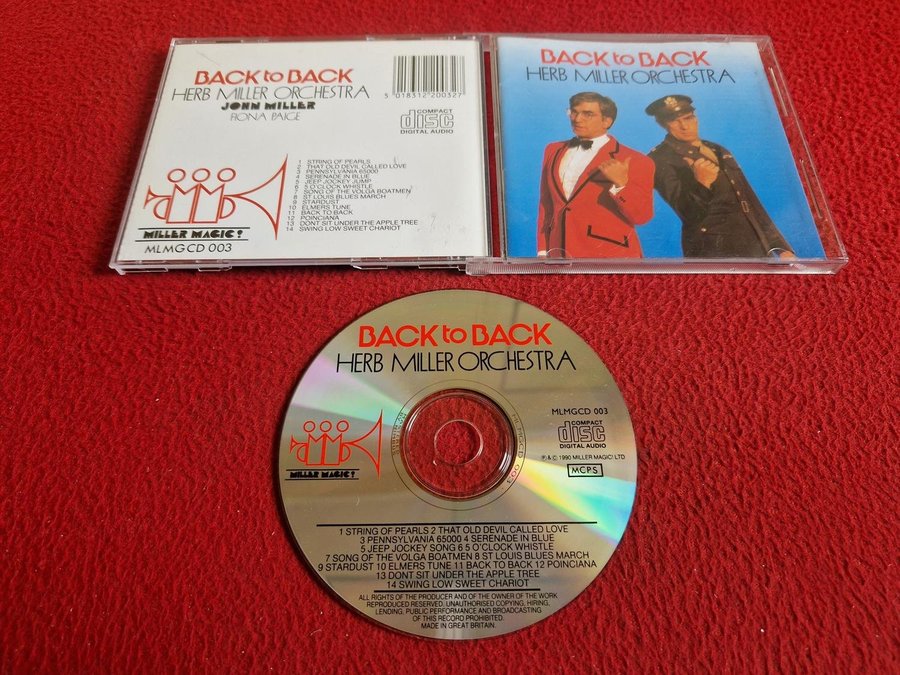 BACK to BACK
HERB MILLER ORCHESTRA
JOHN MILLER
FIONA PAIGE
5 018312 200327
COMPACT
disc
DIGITAL AUDIO
1 STRING OF PEARLS
2 THAT OLD DEVIL CALLED LOVE
3 PENNSYLVANIA 65000
4 SERENADE IN BLUE
5 JEEP JOCKEY JUMP
6 5 O'CLOCK WHISTLE
7 SONG OF THE VOLGA BOATMEN
8 ST LOUIS BLUES MARCH
9 STARDUST
10 ELMERS TUNE
11 BACK TO BACK
12 POINCIANA
13 DONT SIT UNDER THE APPLE TREE
14 SWING LOW SWEET CHARIOT
MILLER MAGIC!
MLMGCD 003
BACK to BACK
HERB MILLER ORCHESTRA
BACK to BACK
HERB MILLER ORCHESTRA
MLMGCD 003
COMPACT
disc
DIGITAL AUDIO
℗ & © 1990 MILLER MAGIC! LTD
MCPS
MILLER MAGIC!
1 STRING OF PEARLS 2 THAT OLD DEVIL CALLED LOVE
3 PENNSYLVANIA 65000 4 SERENADE IN BLUE
5 JEEP JOCKEY SONG 6 5 O'CLOCK WHISTLE
7 SONG OF THE VOLGA BOATMEN 8 ST LOUIS BLUES MARCH
9 STARDUST 10 ELMERS TUNE 11 BACK TO BACK 12 POINCIANA
13 DONT SIT UNDER THE APPLE TREE
14 SWING LOW SWEET CHARIOT
ALL RIGHTS OF THE PRODUCER AND OF THE OWNER OF THE WORK
REPRODUCED RESERVED. UNAUTHORISED COPYING, HIRING,
LENDING, PUBLIC PERFORMANCE AND BROADCASTING
OF THIS RECORD PROHIBITED.
MADE IN GREAT BRITAIN.